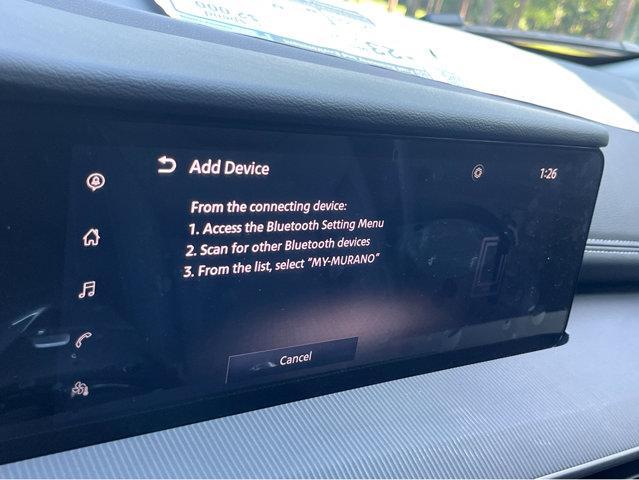 Add Device
1:26
From the connecting device:
1. Access the Bluetooth Setting Menu
2. Scan for other Bluetooth devices
3. From the list, select "MY-MURANO"
Cancel